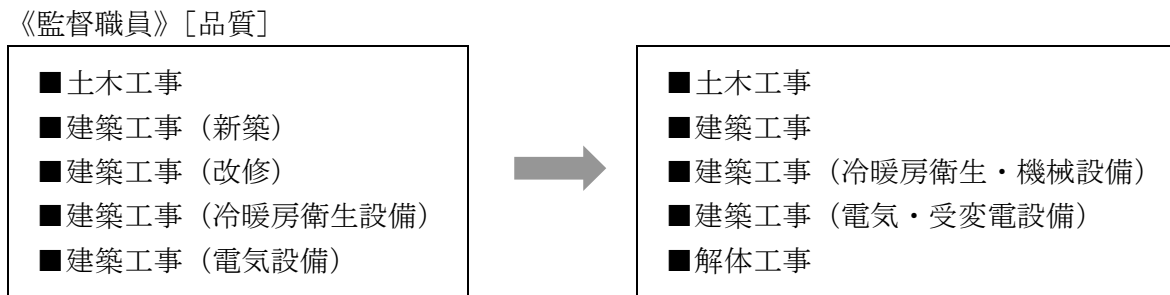 《監督職員》［品質］
■土木工事
■建築工事（新築）
■建築工事（改修）
■建築工事（冷暖房衛生設備）
■建築工事（電気設備）
■土木工事
■建築工事
■建築工事（冷暖房衛生・機械設備）
■建築工事（電気・受変電設備）
■解体工事